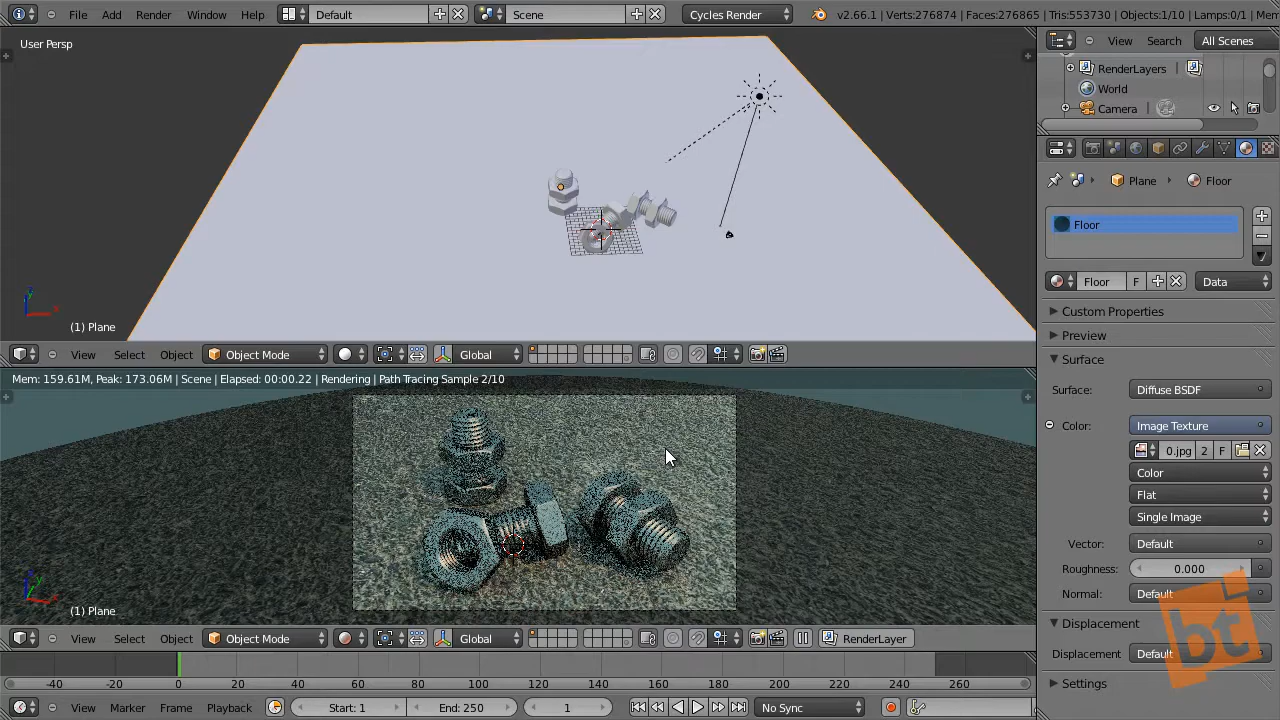 File Add Render Window Help Default Scene Cycles Render v2.66.1 | Verts:276874 | Faces:276865 | Tris:553730 | Objects:1/10 | Lamps:0/1 | Mem
User Persp
View Search All Scenes
RenderLayers
World
Camera
Plane Floor
Floor
Floor F Data
Custom Properties
Preview
Surface
Surface: Diffuse BSDF
Color: Image Texture
0.jpg 2 F
Color
Flat
Single Image
Vector: Default
Roughness: 0.000
Normal: Default
Displacement
Displacement Default
Settings
(1) Plane
View Select Object Object Mode Global
Mem: 159.61M, Peak: 173.06M | Scene | Elapsed: 00:00.22 | Rendering | Path Tracing Sample 2/10
(1) Plane
View Select Object Object Mode Global RenderLayer
-40 -20 0 20 40 60 80 100 120 140 160 180 200 220 240 260
View Marker Frame Playback Start: 1 End: 250 1 No Sync
bt